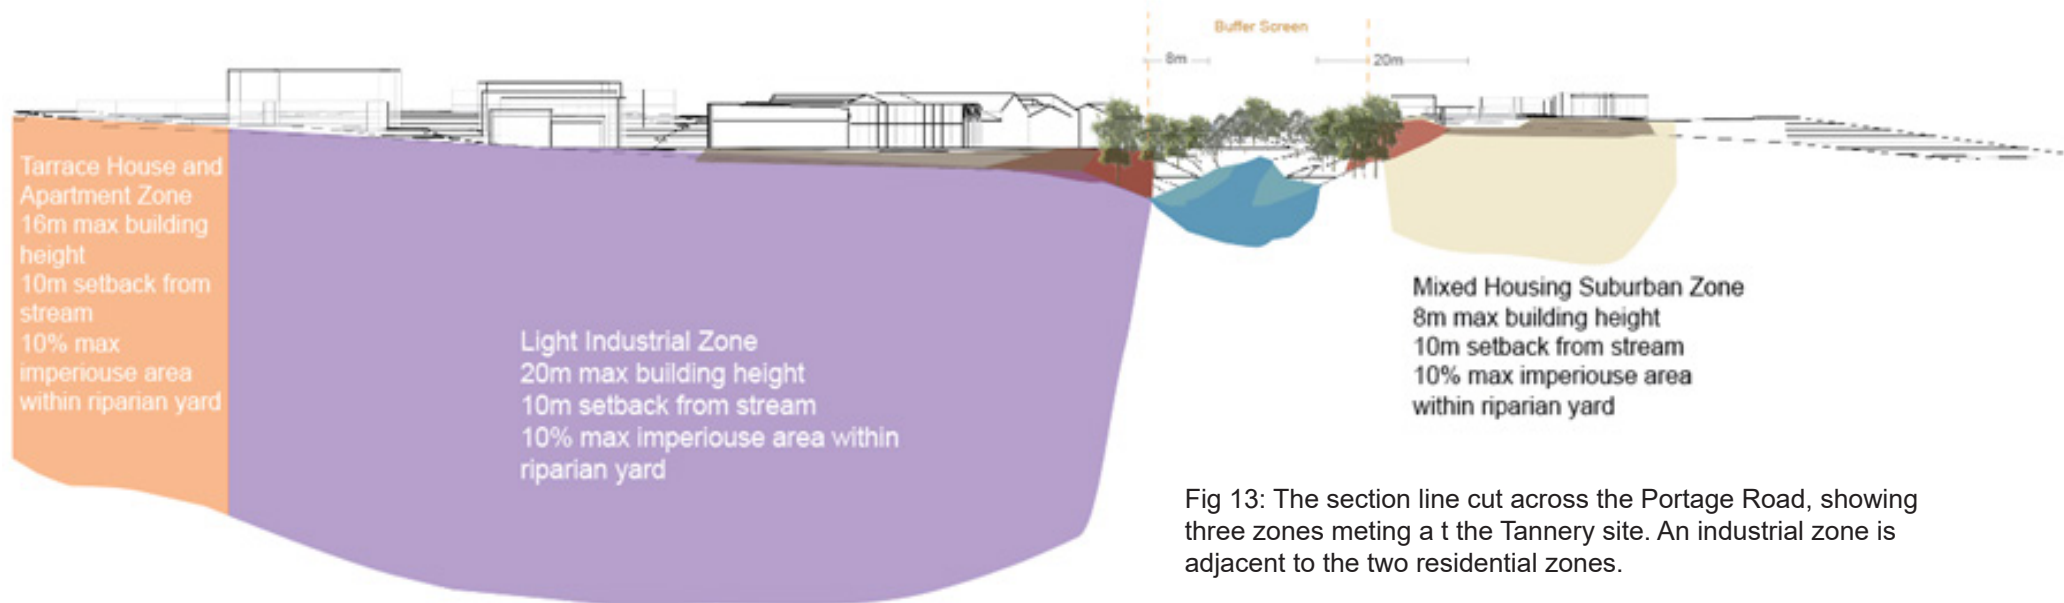 Buffer Screen
8m
20m
Tarrace House and
Apartment Zone
16m max building
height
10m setback from
stream
10% max
imperiouse area
within riparian yard
Light Industrial Zone
20m max building height
10m setback from stream
10% max imperiouse area within
riparian yard
Mixed Housing Suburban Zone
8m max building height
10m setback from stream
10% max imperiouse area
within riparian yard
Fig 13: The section line cut across the Portage Road, showing
three zones meting a t the Tannery site. An industrial zone is
adjacent to the two residential zones.